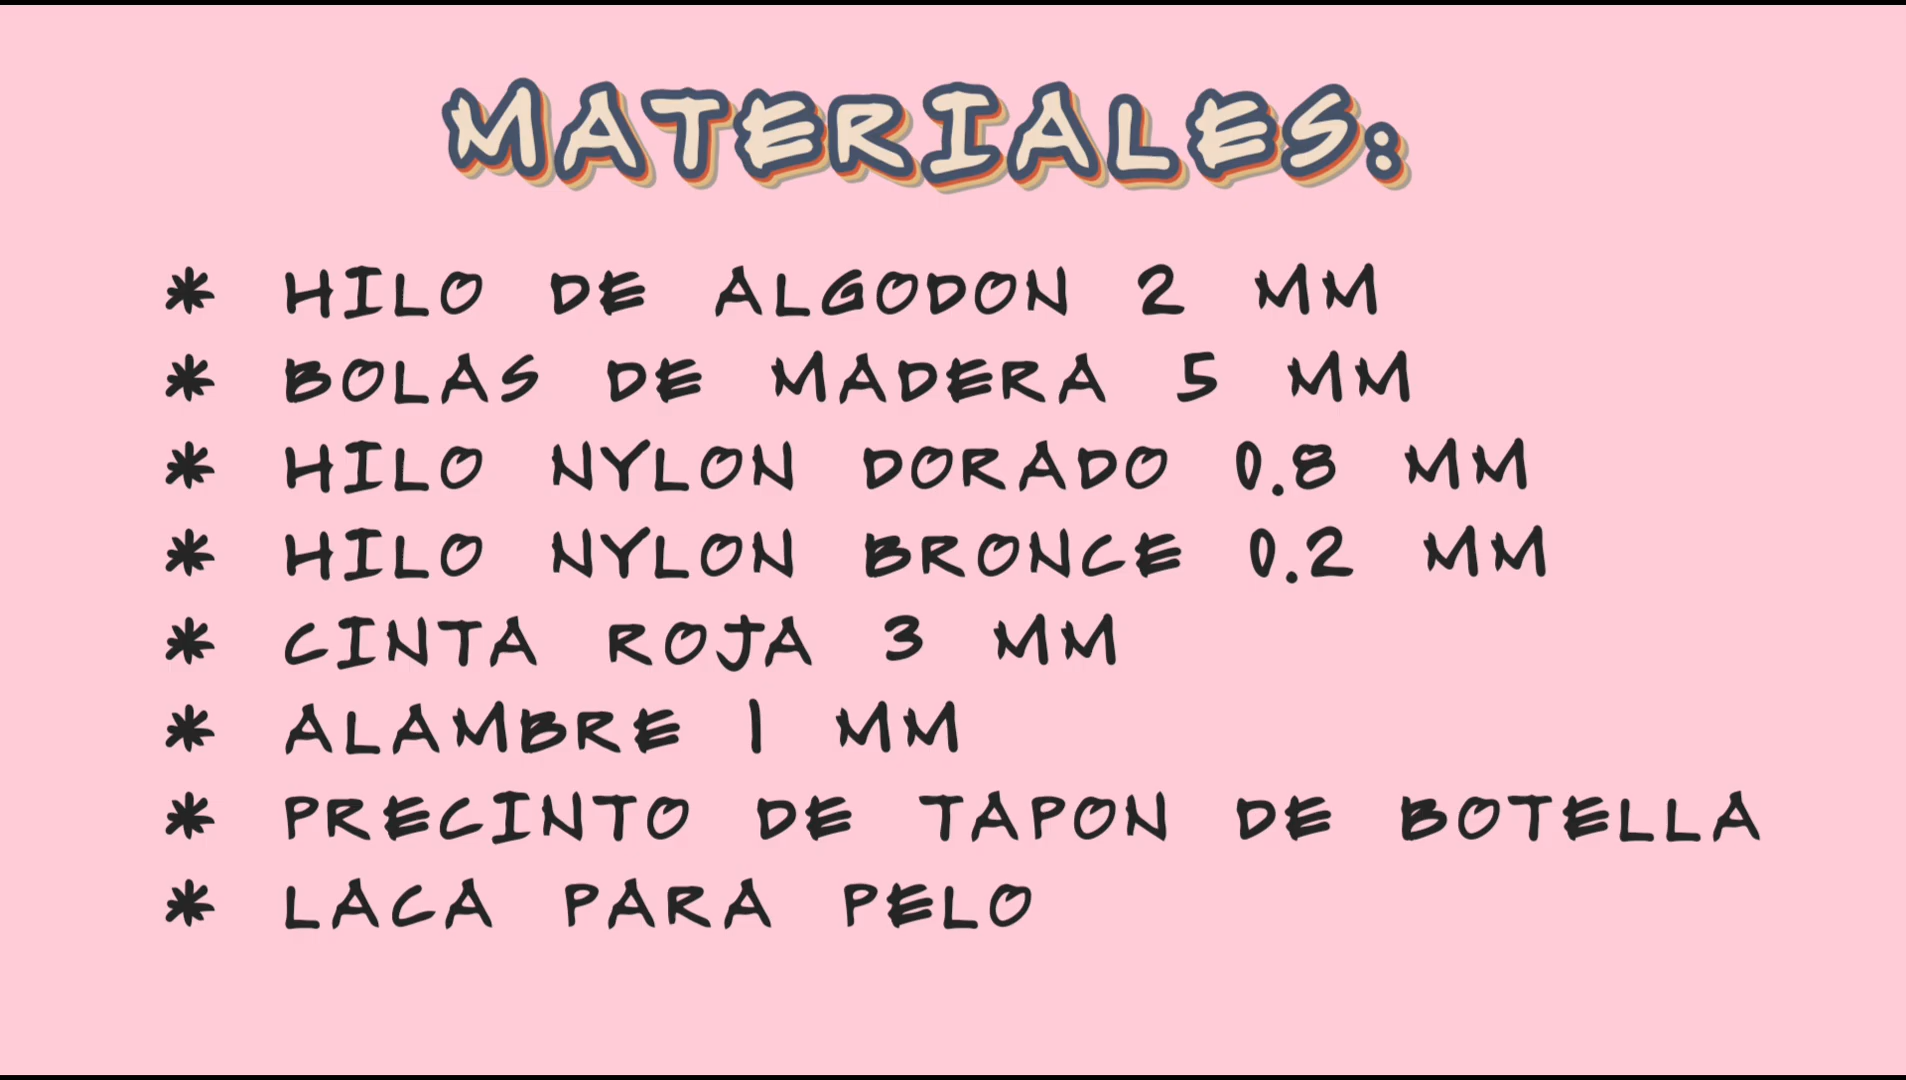 MATERIALES:
* HILO DE ALGODON 2 MM
* BOLAS DE MADERA 5 MM
* HILO NYLON DORADO 0.8 MM
* HILO NYLON BRONCE 0.2 MM
* CINTA ROJA 3 MM
* ALAMBRE 1 MM
* PRECINTO DE TAPON DE BOTELLA
* LACA PARA PELO